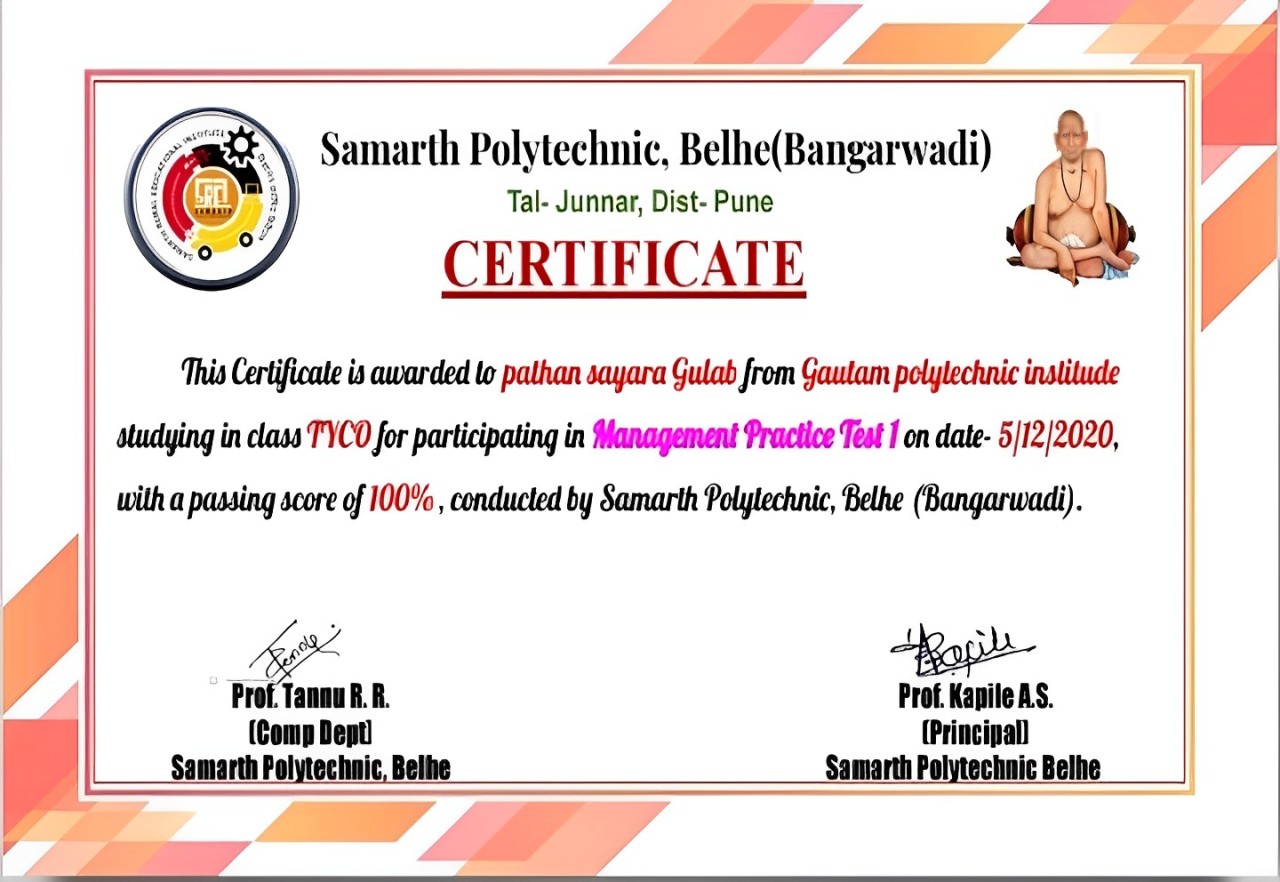 Samarth Polytechnic, Belhe(Bangarwadi)
Tal- Junnar, Dist- Pune
CERTIFICATE
This Certificate is awarded to pathan sayara Gulab from Gautam polytechnic institude
studying in class TYCO for participating in Management Practice Test 1 on date- 5/12/2020,
with a passing score of 100% , conducted by Samarth Polytechnic, Belhe (Bangarwadi).
Prof. Tannu R. R.
(Comp Dept)
Samarth Polytechnic, Belhe
Prof. Kapile A.S.
(Principal)
Samarth Polytechnic Belhe